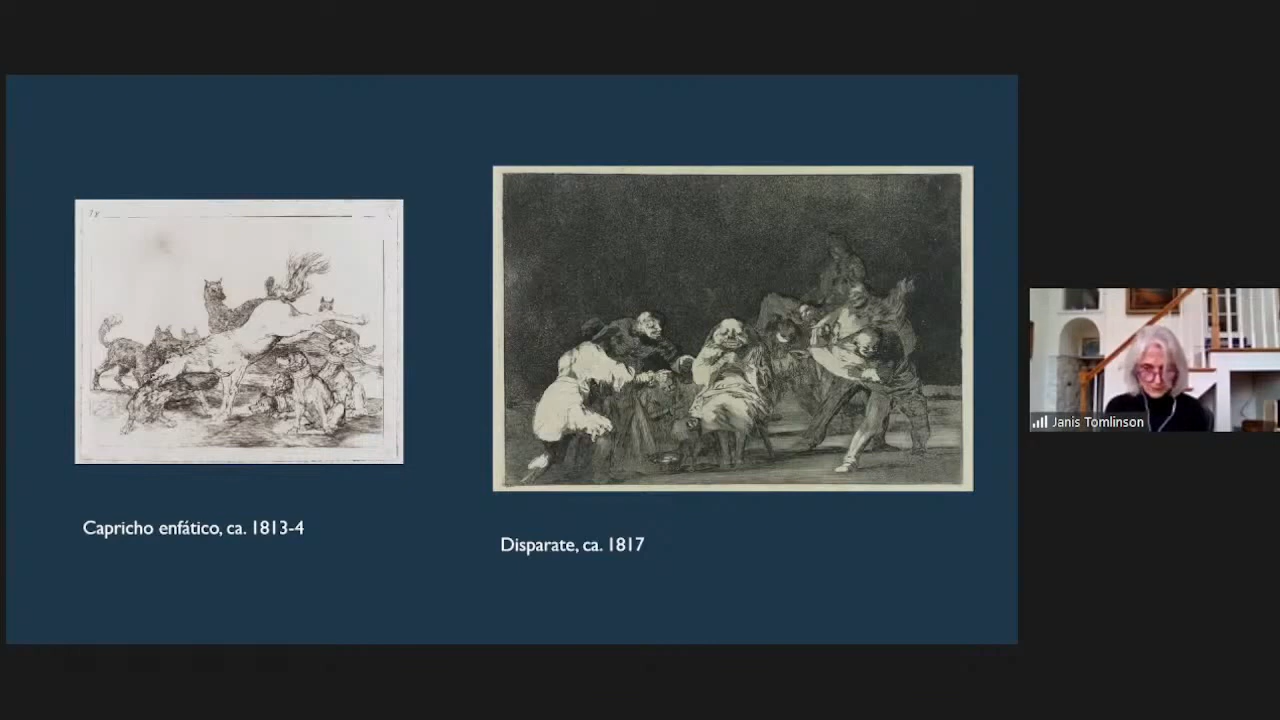 Capricho enfático, ca. 1813-4
Disparate, ca. 1817
Janis Tomlinson